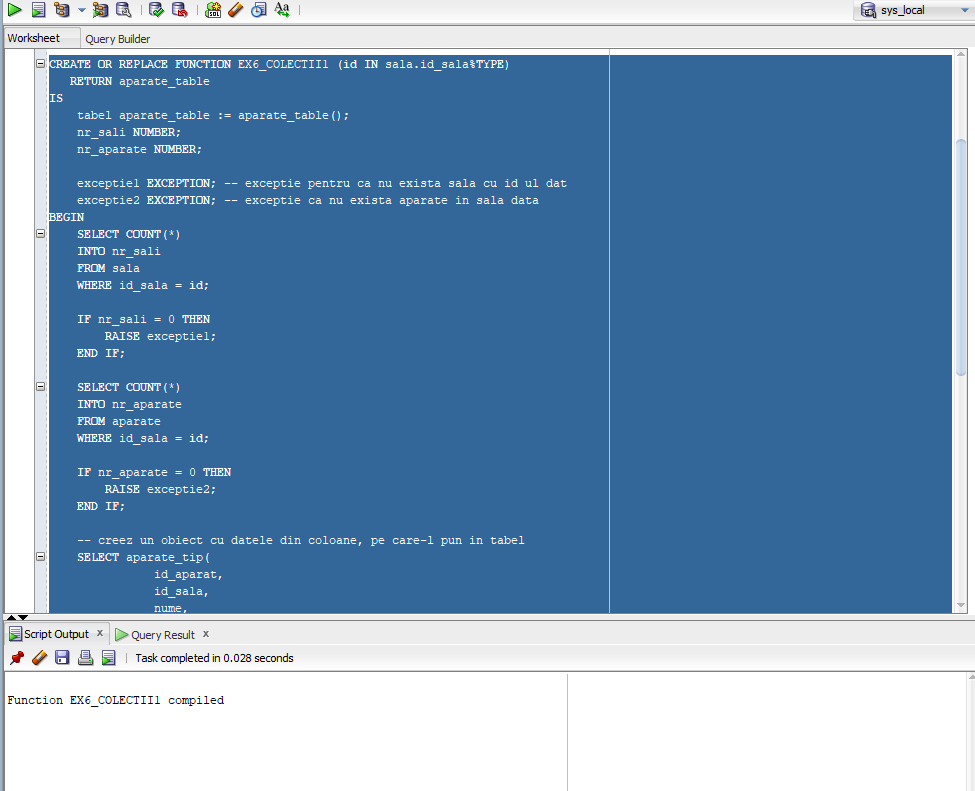 SQL
Aa
sys_local
Worksheet
Query Builder
CREATE OR REPLACE FUNCTION EX6_COLECTII1 (id IN sala.id_sala%TYPE)
   RETURN aparate_table
IS
    tabel aparate_table := aparate_table();
    nr_sali NUMBER;
    nr_aparate NUMBER;
    exceptie1 EXCEPTION; -- exceptie pentru ca nu exista sala cu id ul dat
    exceptie2 EXCEPTION; -- exceptie ca nu exista aparate in sala data
BEGIN
    SELECT COUNT(*)
    INTO nr_sali
    FROM sala
    WHERE id_sala = id;
    IF nr_sali = 0 THEN
        RAISE exceptie1;
    END IF;
    SELECT COUNT(*)
    INTO nr_aparate
    FROM aparate
    WHERE id_sala = id;
    IF nr_aparate = 0 THEN
        RAISE exceptie2;
    END IF;
    -- creez un obiect cu datele din coloane, pe care-l pun in tabel
    SELECT aparate_tip(
               id_aparat,
               id_sala,
               nume,
Script Output x
Query Result x
Task completed in 0.028 seconds
Function EX6_COLECTII1 compiled